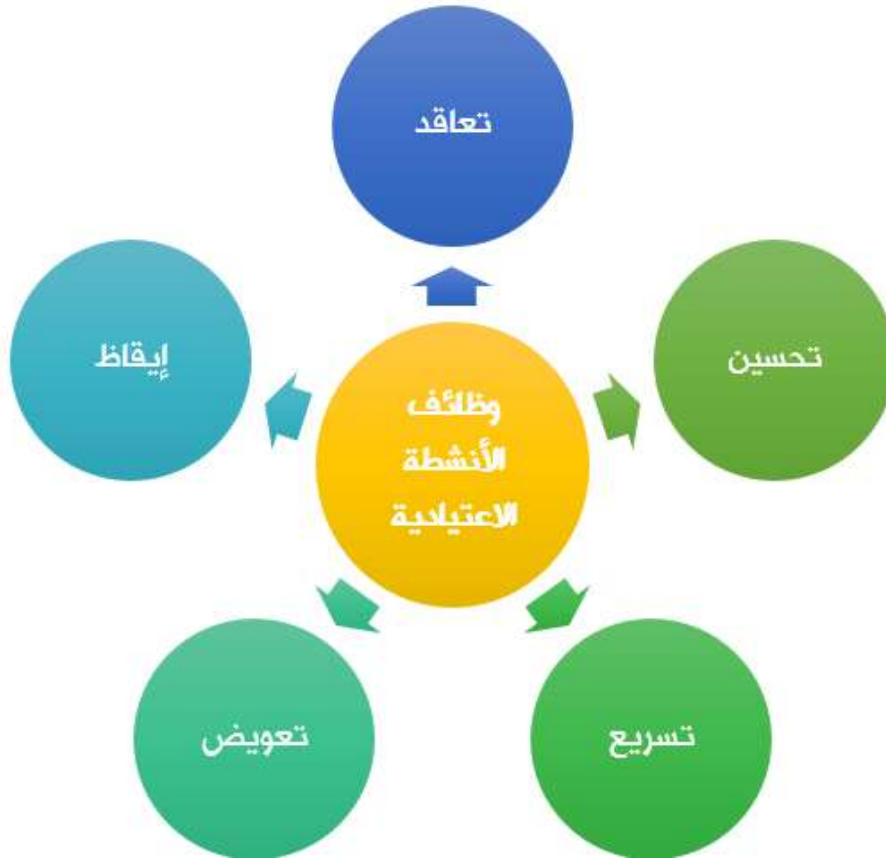 تعاقد
تحسين
تسريع
تعويض
إيقاظ
وظائف
الأنشطة
الاعتيادية